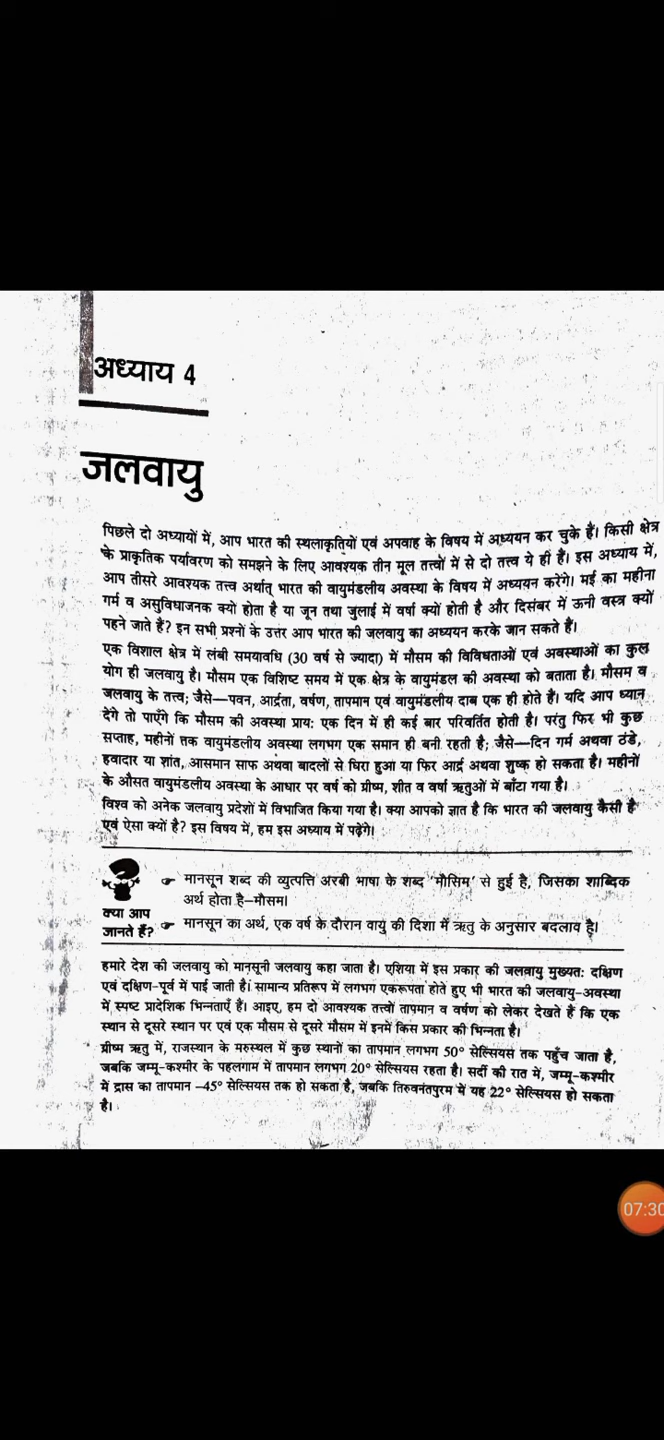 अध्याय 4
जलवायु
पिछले दो अध्यायों में, आप भारत की स्थलाकृतियों एवं अपवाह के विषय में अध्ययन कर चुके हैं। किसी क्षेत्र
के प्राकृतिक पर्यावरण को समझने के लिए आवश्यक तीन मूल तत्त्वों में से दो तत्त्व ये ही हैं। इस अध्याय में,
आप तीसरे आवश्यक तत्त्व अर्थात् भारत की वायुमंडलीय अवस्था के विषय में अध्ययन करेंगे। मई का महीना
गर्म व असुविधाजनक क्यों होता है या जून तथा जुलाई में वर्षा क्यों होती है और दिसंबर में ऊनी वस्त्र क्यों
पहने जाते हैं? इन सभी प्रश्नों के उत्तर आप भारत की जलवायु का अध्ययन करके जान सकते हैं।
एक विशाल क्षेत्र में लंबी समयावधि (30 वर्ष से ज्यादा) में मौसम की विविधताओं एवं अवस्थाओं का कुल
योग ही जलवायु है। मौसम एक विशिष्ट समय में एक क्षेत्र के वायुमंडल की अवस्था को बताता है। मौसम व
जलवायु के तत्त्व; जैसे—पवन, आर्द्रता, वर्षण, तापमान एवं वायुमंडलीय दाब एक ही होते हैं। यदि आप ध्यान
देंगे तो पाएँगे कि मौसम की अवस्था प्राय: एक दिन में ही कई बार परिवर्तित होती है। परंतु फिर भी कुछ
सप्ताह, महीनों तक वायुमंडलीय अवस्था लगभग एक समान ही बनी रहती है; जैसे—दिन गर्म अथवा ठंडे,
हवादार या शांत, आसमान साफ अथवा बादलों से घिरा हुआ या फिर आर्द्र अथवा शुष्क हो सकता है। महीनों
के औसत वायुमंडलीय अवस्था के आधार पर वर्ष को ग्रीष्म, शीत व वर्षा ऋतुओं में बाँटा गया है।
विश्व को अनेक जलवायु प्रदेशों में विभाजित किया गया है। क्या आपको ज्ञात है कि भारत की जलवायु कैसी है
एवं ऐसा क्यों है? इस विषय में, हम इस अध्याय में पढ़ेंगे।
क्या आप
जानते हैं?
☞ मानसून शब्द की व्युत्पत्ति अरबी भाषा के शब्द 'मौसिम' से हुई है, जिसका शाब्दिक
अर्थ होता है–मौसम।
☞ मानसून का अर्थ, एक वर्ष के दौरान वायु की दिशा में ऋतु के अनुसार बदलाव है।
हमारे देश की जलवायु को मानसूनी जलवायु कहा जाता है। एशिया में इस प्रकार की जलवायु मुख्यत: दक्षिण
एवं दक्षिण–पूर्व में पाई जाती है। सामान्य प्रतिरूप में लगभग एकरूपता होते हुए भी भारत की जलवायु–अवस्था
में स्पष्ट प्रादेशिक भिन्नताएँ हैं। आइए, हम दो आवश्यक तत्त्वों तापमान व वर्षण को लेकर देखते हैं कि एक
स्थान से दूसरे स्थान पर एवं एक मौसम से दूसरे मौसम में इनमें किस प्रकार की भिन्नता है।
ग्रीष्म ऋतु में, राजस्थान के मरुस्थल में कुछ स्थानों का तापमान लगभग 50° सेल्सियस तक पहुँच जाता है,
जबकि जम्मू–कश्मीर के पहलगाम में तापमान लगभग 20° सेल्सियस रहता है। सर्दी की रात में, जम्मू–कश्मीर
में द्रास का तापमान –45° सेल्सियस तक हो सकता है, जबकि तिरुवनंतपुरम में यह 22° सेल्सियस हो सकता
है।
07:30